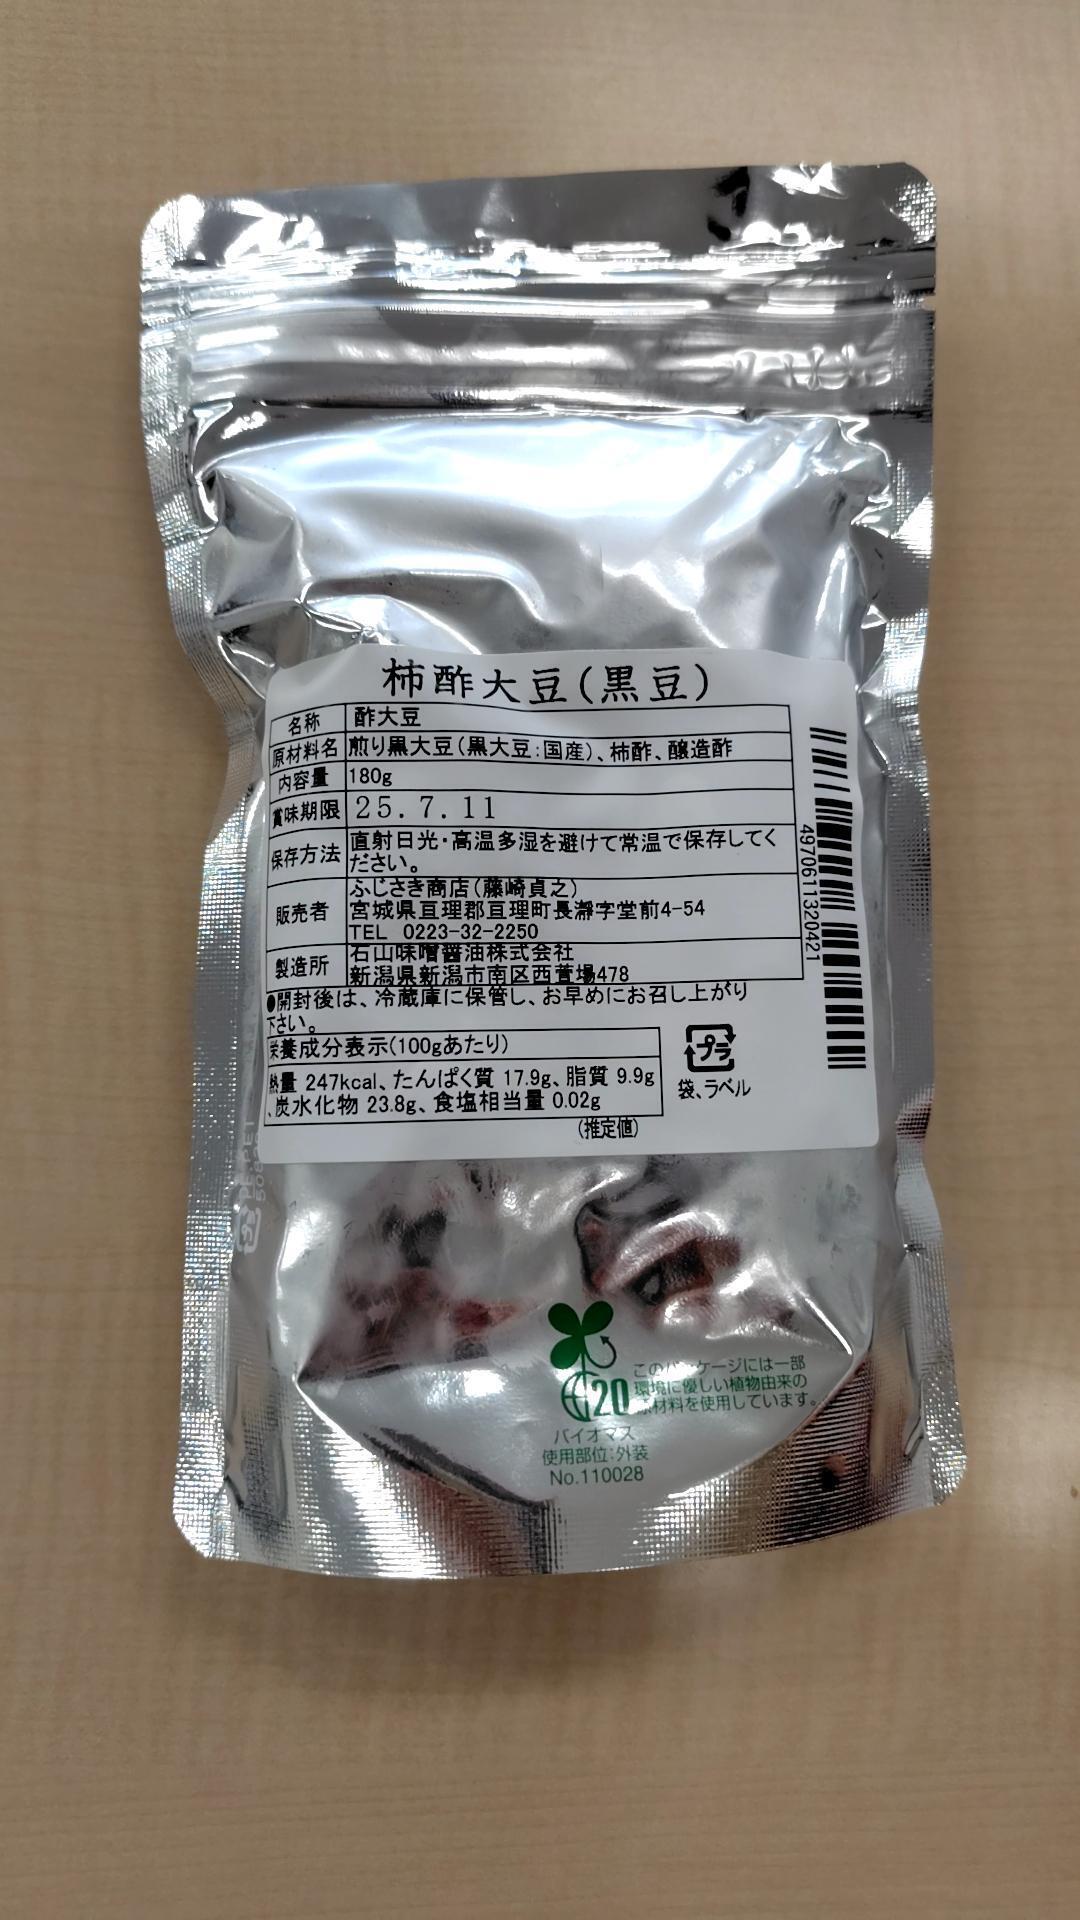 柿酢大豆(黒豆)
名称 酢大豆
原材料名 煎り黒大豆(黒大豆:国産)、柿酢、醸造酢
内容量 180g
賞味期限 25.7.11
保存方法 直射日光・高温多湿を避けて常温で保存してく
ださい。
販売者 ふじさき商店(藤崎貞之)
宮城県亘理郡亘理町長瀞字堂前4-54
TEL 0223-32-2250
製造所 石山味噌醤油株式会社
新潟県新潟市南区西萱場478
●開封後は、冷蔵庫に保管し、お早めにお召し上がり
下さい。
栄養成分表示(100gあたり)
熱量 247kcal、たんぱく質 17.9g、脂質 9.9g
、炭水化物 23.8g、食塩相当量 0.02g
(推定値)
プラ
袋、ラベル
4970611320421
20
このパッケージには一部
環境に優しい植物由来の
原材料を使用しています。
バイオマス
使用部位:外装
No.110028